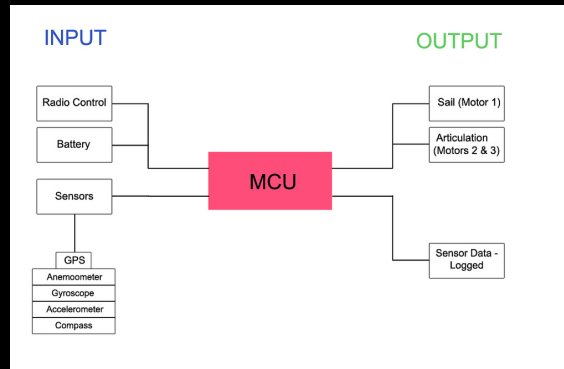 INPUT
OUTPUT
Radio Control
Battery
Sensors
GPS
Anemoometer
Gyroscope
Accelerometer
Compass
MCU
Sail (Motor 1)
Articulation
(Motors 2 & 3)
Sensor Data -
Logged